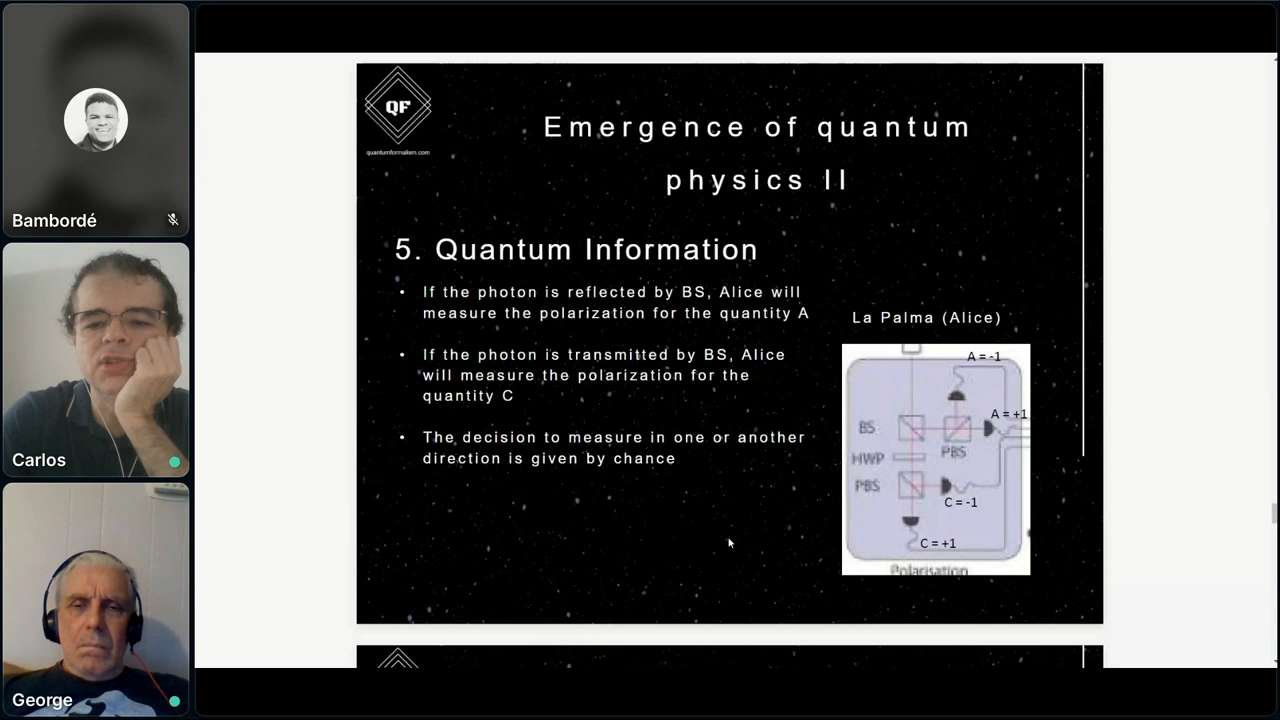 Bambordé
Carlos
George
QF
quantumformalism.com
Emergence of quantum
physics II
5. Quantum Information
• If the photon is reflected by BS, Alice will
measure the polarization for the quantity A
• If the photon is transmitted by BS, Alice
will measure the polarization for the
quantity C
• The decision to measure in one or another
direction is given by chance
La Palma (Alice)
A = -1
A = +1
BS
PBS
HWP
PBS
C = -1
C = +1
Polarisation